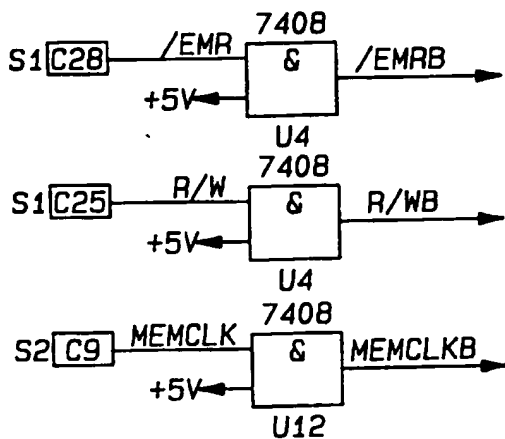 7408
S1 C28 /EMR & /EMRB
+5V
U4
7408
S1 C25 R/W & R/WB
+5V
U4
7408
S2 C9 MEMCLK & MEMCLKB
+5V
U12